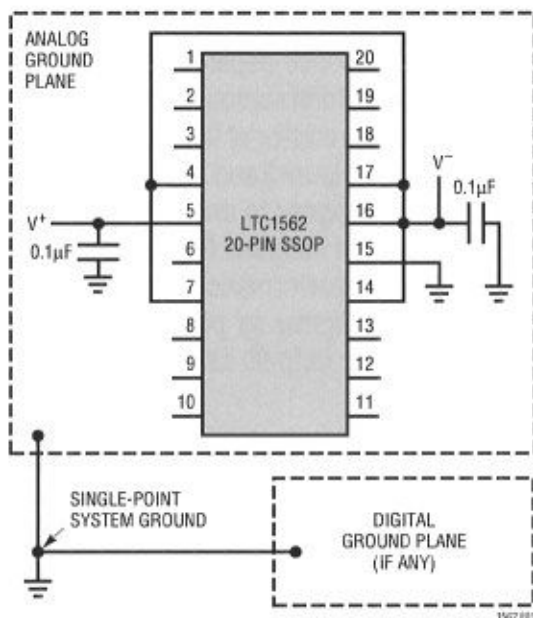 ANALOG
GROUND
PLANE
1
20
2
19
3
18
4
17
V⁻
0.1µF
V⁺
5
LTC1562
20-PIN SSOP
16
0.1µF
6
15
7
14
8
13
9
12
10
11
SINGLE-POINT
SYSTEM GROUND
DIGITAL
GROUND PLANE
(IF ANY)